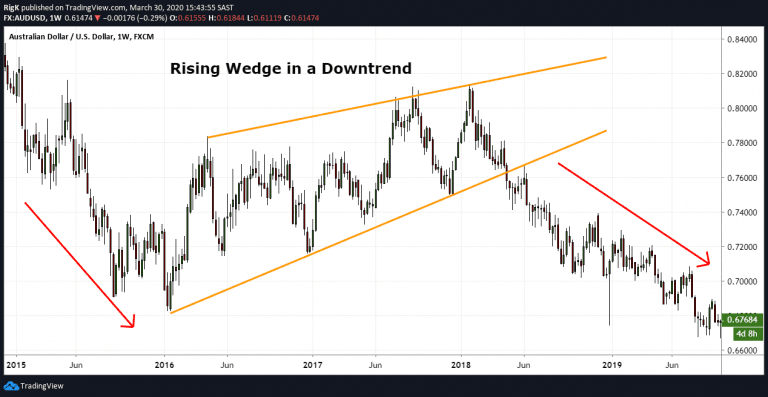 RigK published on TradingView.com, March 30, 2020 15:43:55 SAST
FX:AUDUSD, 1W 0.61474 ▼ −0.00176 (−0.29%) O:0.61555 H:0.61844 L:0.61119 C:0.61474
Australian Dollar / U.S. Dollar, 1W, FXCM
Rising Wedge in a Downtrend
0.84000
0.82000
0.80000
0.78000
0.76000
0.74000
0.72000
0.70000
0.67684
4d 8h
0.66000
2015 Jun 2016 Jun 2017 Jun 2018 Jun 2019 Jun
TradingView